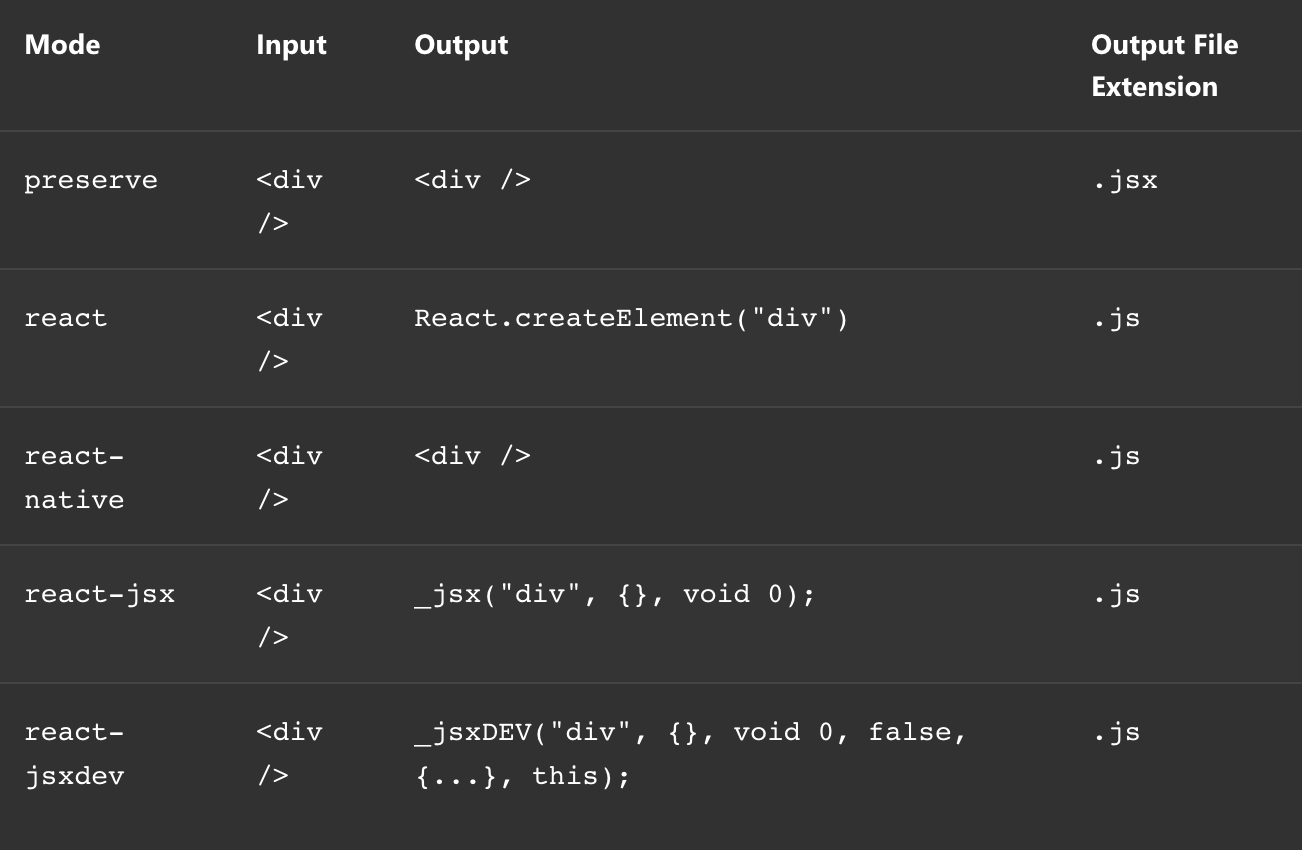 Mode Input Output Output File
Extension
preserve <div <div /> .jsx
/>
react <div React.createElement("div") .js
/>
react- <div <div /> .js
native />
react-jsx <div _jsx("div", {}, void 0); .js
/>
react- <div _jsxDEV("div", {}, void 0, false, .js
jsxdev /> {...}, this);